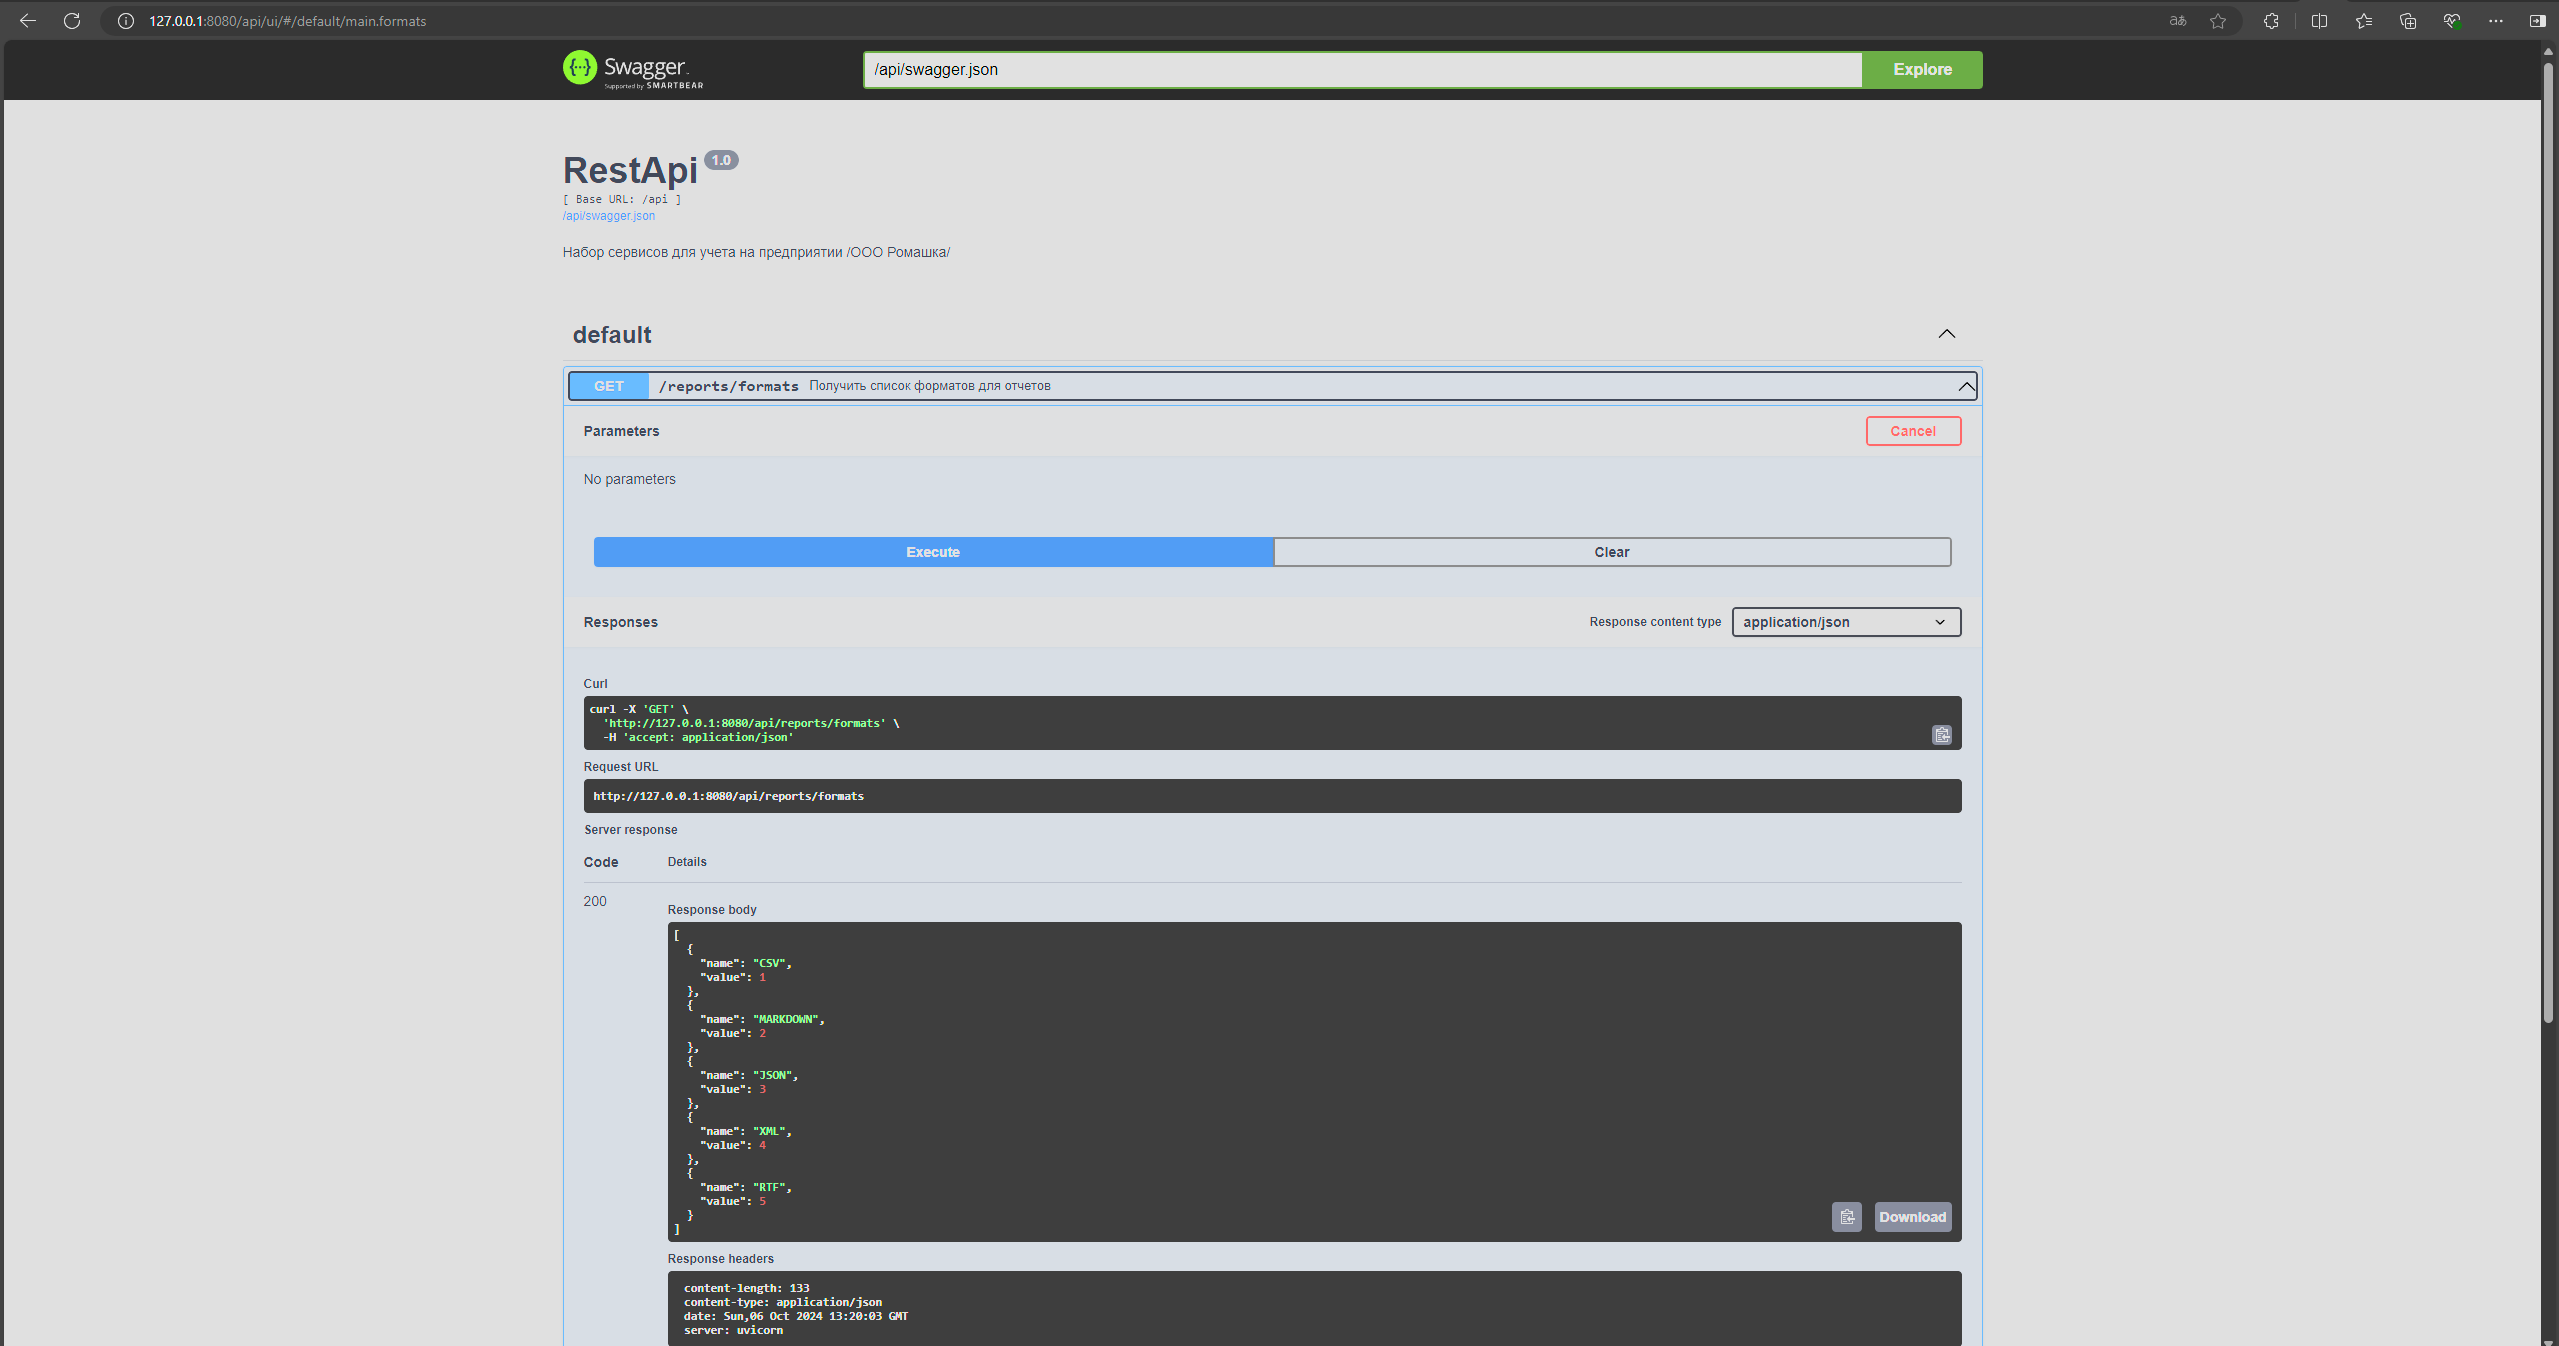 127.0.0.1:8080/api/ui/#/default/main.formats
Swagger
Supported by SMARTBEAR
/api/swagger.json
Explore
RestApi 1.0
[ Base URL: /api ]
/api/swagger.json
Набор сервисов для учета на предприятии /ООО Ромашка/
default
GET /reports/formats Получить список форматов для отчетов
Parameters
Cancel
No parameters
Execute
Clear
Responses
Response content type
application/json
Curl
curl -X 'GET' \
'http://127.0.0.1:8080/api/reports/formats' \
-H 'accept: application/json'
Request URL
http://127.0.0.1:8080/api/reports/formats
Server response
Code Details
200
Response body
[
{
"name": "CSV",
"value": 1
},
{
"name": "MARKDOWN",
"value": 2
},
{
"name": "JSON",
"value": 3
},
{
"name": "XML",
"value": 4
},
{
"name": "RTF",
"value": 5
}
]
Download
Response headers
content-length: 133
content-type: application/json
date: Sun,06 Oct 2024 13:20:03 GMT
server: uvicorn